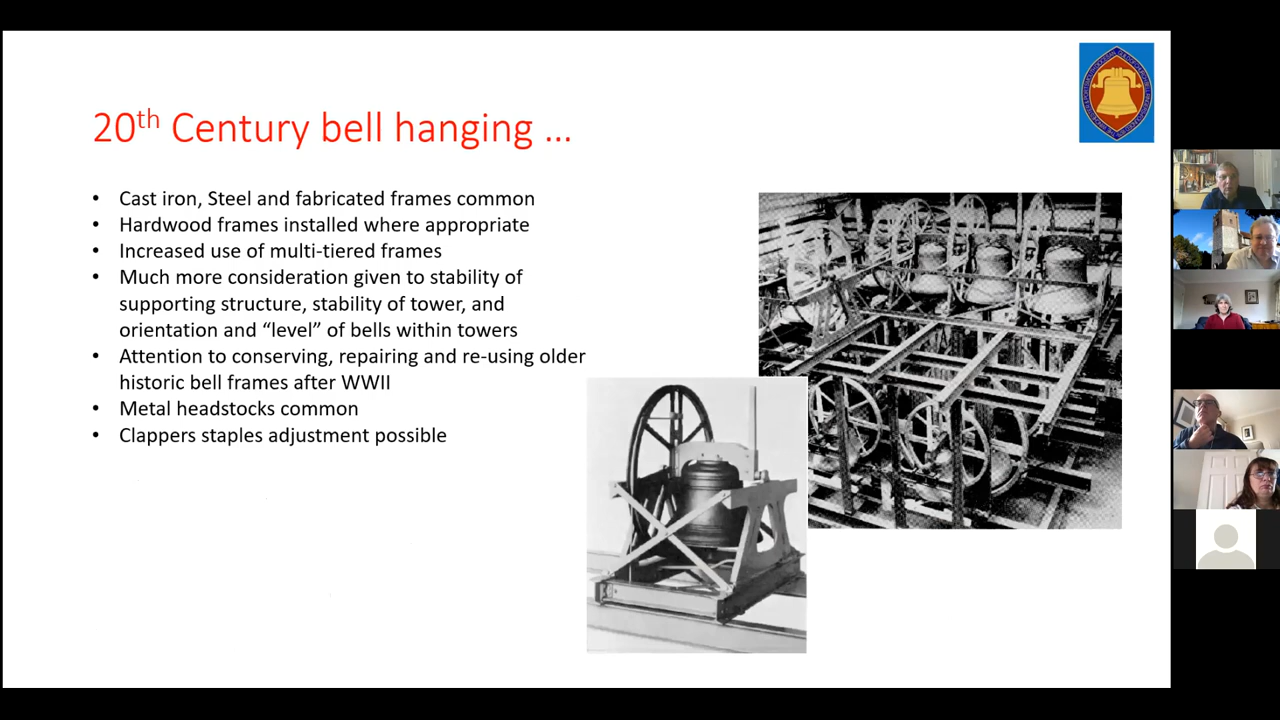 20th Century bell hanging ...
• Cast iron, Steel and fabricated frames common
• Hardwood frames installed where appropriate
• Increased use of multi-tiered frames
• Much more consideration given to stability of
supporting structure, stability of tower, and
orientation and “level” of bells within towers
• Attention to conserving, repairing and re-using older
historic bell frames after WWII
• Metal headstocks common
• Clappers staples adjustment possible